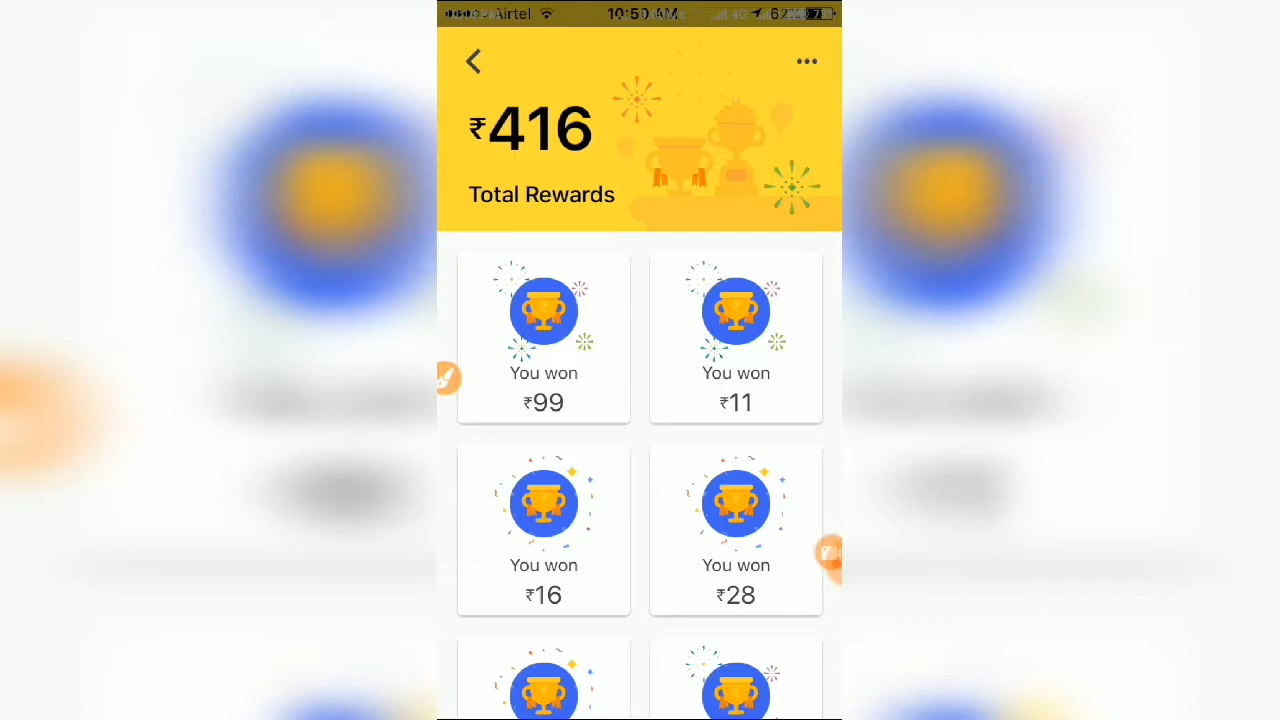 Airtel 10:50 AM
₹416
Total Rewards
You won You won
₹99 ₹11
You won You won
₹16 ₹28